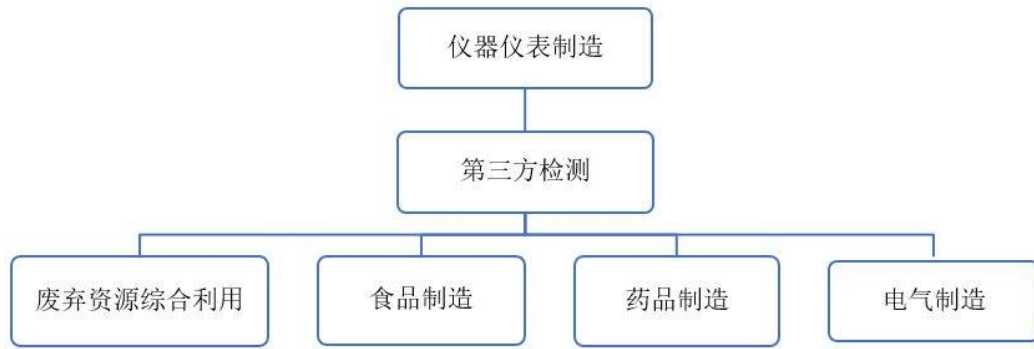 仪器仪表制造
第三方检测
废弃资源综合利用
食品制造
药品制造
电气制造